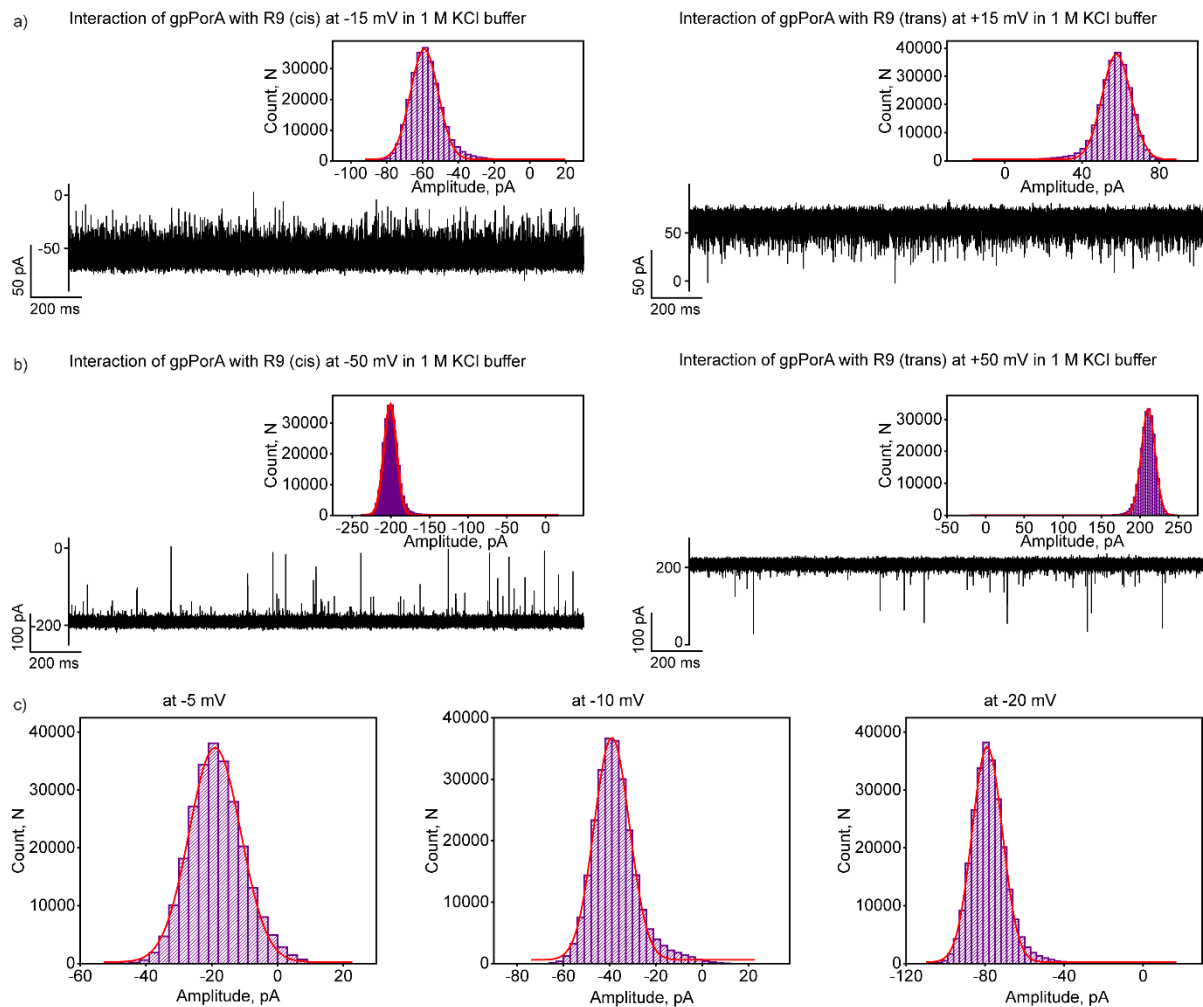 a) Interaction of gpPorA with R9 (cis) at -15 mV in 1 M KCl buffer
Interaction of gpPorA with R9 (trans) at +15 mV in 1 M KCl buffer
30000
20000
10000
0
Count, N
-100 -80 -60 -40 -20 0 20
Amplitude, pA
40000
30000
20000
10000
0
Count, N
0 40 80
Amplitude, pA
0
-50
50 pA
200 ms
50
0
50 pA
200 ms
b) Interaction of gpPorA with R9 (cis) at -50 mV in 1 M KCl buffer
Interaction of gpPorA with R9 (trans) at +50 mV in 1 M KCl buffer
30000
20000
10000
0
Count, N
-250 -200 -150 -100 -50 0
Amplitude, pA
30000
20000
10000
0
Count, N
-50 0 50 100 150 200 250
Amplitude, pA
0
-200
100 pA
200 ms
200
0
100 pA
200 ms
c)
at -5 mV
40000
30000
20000
10000
0
Count, N
-60 -40 -20 0 20
Amplitude, pA
at -10 mV
40000
30000
20000
10000
0
Count, N
-80 -60 -40 -20 0 20
Amplitude, pA
at -20 mV
40000
30000
20000
10000
0
Count, N
-120 -80 -40 0
Amplitude, pA